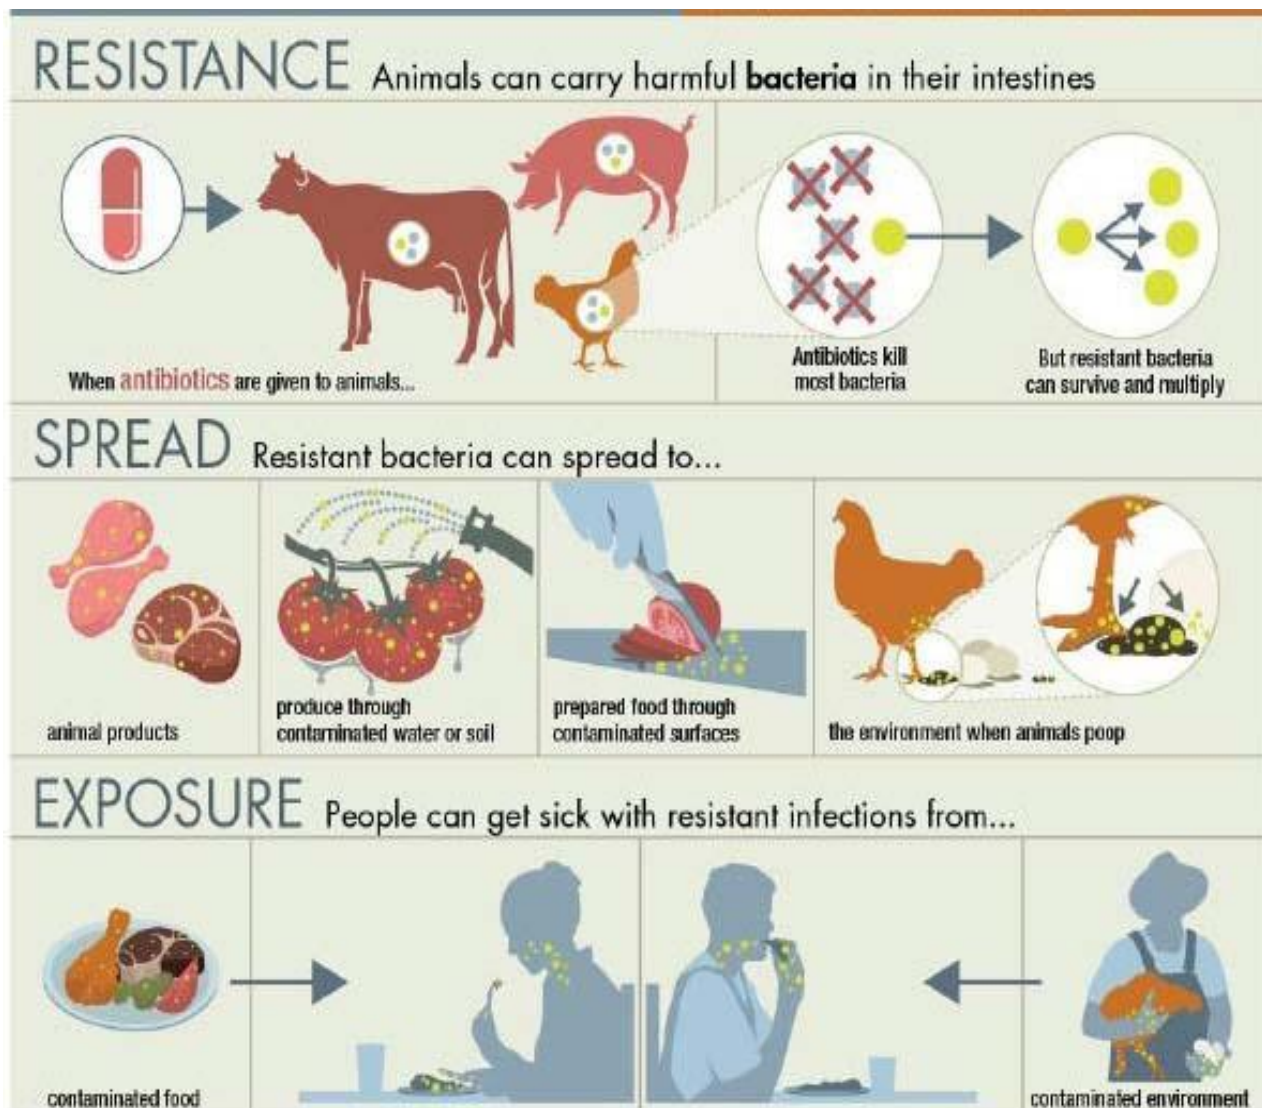 RESISTANCE Animals can carry harmful bacteria in their intestines
When antibiotics are given to animals...
Antibiotics kill
most bacteria
But resistant bacteria
can survive and multiply
SPREAD Resistant bacteria can spread to...
animal products
produce through
contaminated water or soil
prepared food through
contaminated surfaces
the environment when animals poop
EXPOSURE People can get sick with resistant infections from...
contaminated food
contaminated environment